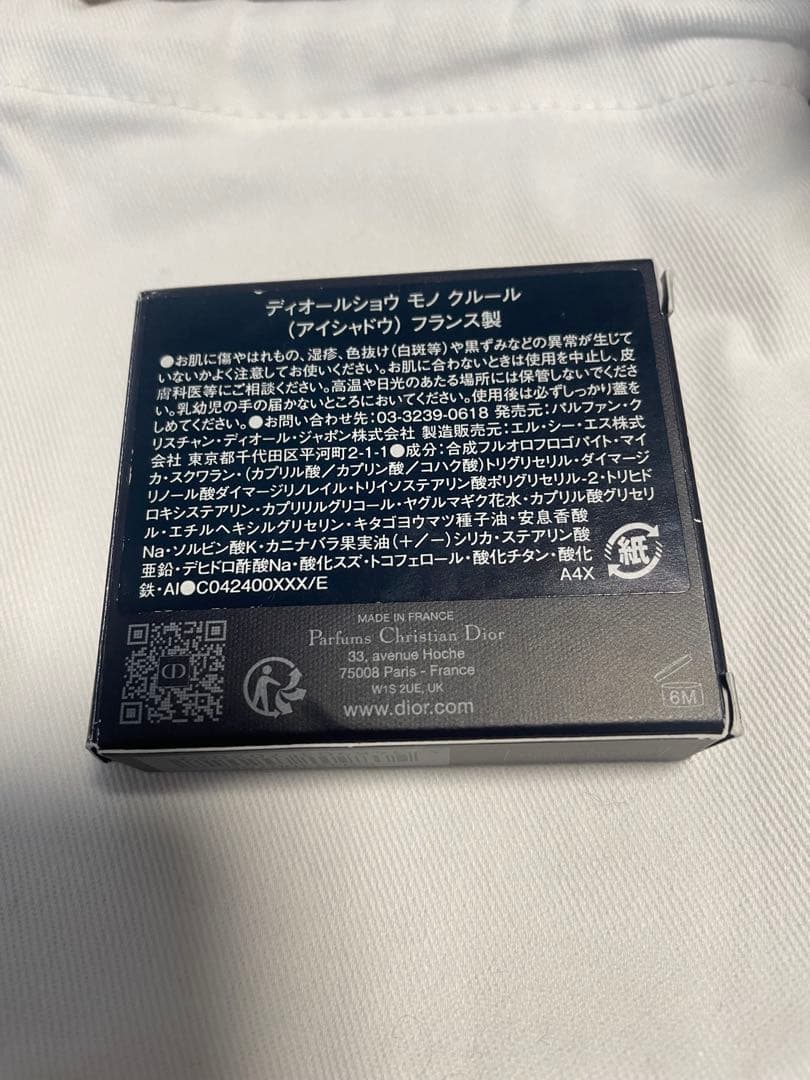 ディオールショウ モノ クルール
(アイシャドウ) フランス製
●お肌に傷やはれもの、湿疹、色抜け(白斑等)や黒ずみなどの異常が生じて
いないかよく注意してお使いください。お肌に合わないときは使用を中止し、皮
膚科医等にご相談ください。高温や日光のあたる場所には保管しないでくださ
い。乳幼児の手の届かないところにおいてください。使用後は必ずしっかり蓋を
しめてください。●お問い合わせ先:03-3239-0618 発売元:パルファン・ク
リスチャン・ディオール・ジャポン株式会社 製造販売元:エル・シー・エス株式
会社 東京都千代田区平河町2-1-1●成分:合成フルオロフロゴパイト・マイ
カ・スクワラン・(カプリル酸/カプリン酸/コハク酸)トリグリセリル・ダイマージ
リノール酸ダイマージリノレイル・トリイソステアリン酸ポリグリセリル-2・トリヒド
ロキシステアリン・カプリリルグリコール・ヤグルマギク花水・カプリル酸グリセリ
ル・エチルヘキシルグリセリン・キタゴヨウマツ種子油・安息香酸
Na・ソルビン酸K・カニナバラ果実油(+/-)シリカ・ステアリン酸
亜鉛・デヒドロ酢酸Na・酸化スズ・トコフェロール・酸化チタン・酸化
鉄・Al●C042400XXX/E
紙
A4X
MADE IN FRANCE
Parfums Christian Dior
33, avenue Hoche
75008 Paris - France
W1S 2UE, UK
www.dior.com
CD
6M